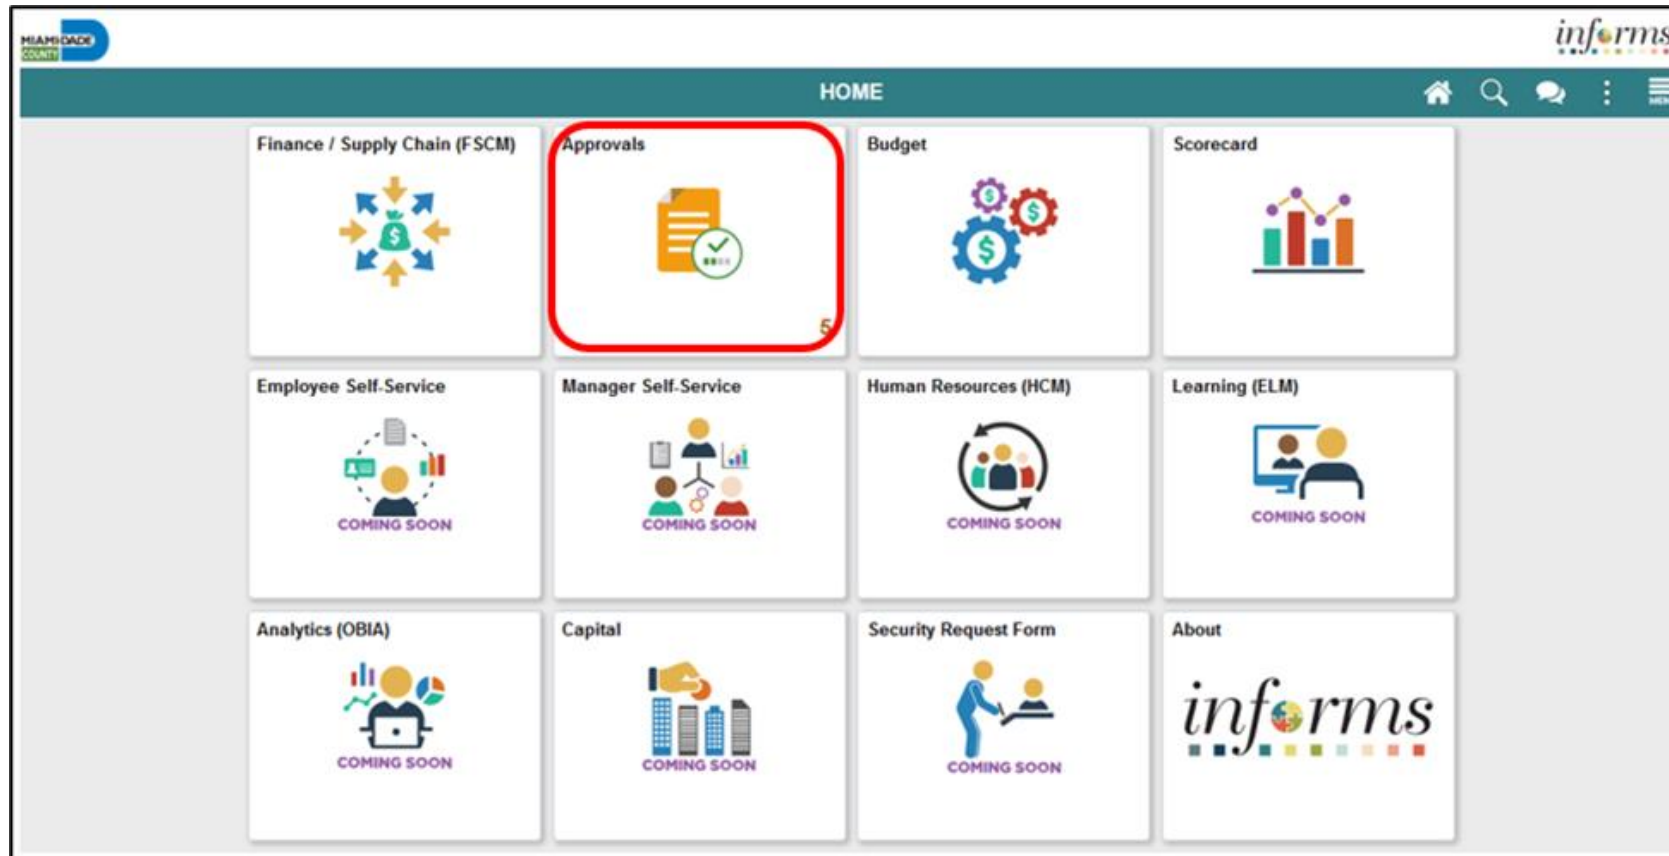 MIAMI-DADE
COUNTY
informs
HOME
MENU
Finance / Supply Chain (FSCM)
Approvals
Budget
Scorecard
5
Employee Self-Service
Manager Self-Service
Human Resources (HCM)
Learning (ELM)
COMING SOON
COMING SOON
COMING SOON
COMING SOON
Analytics (OBIA)
Capital
Security Request Form
About
informs
COMING SOON
COMING SOON
COMING SOON